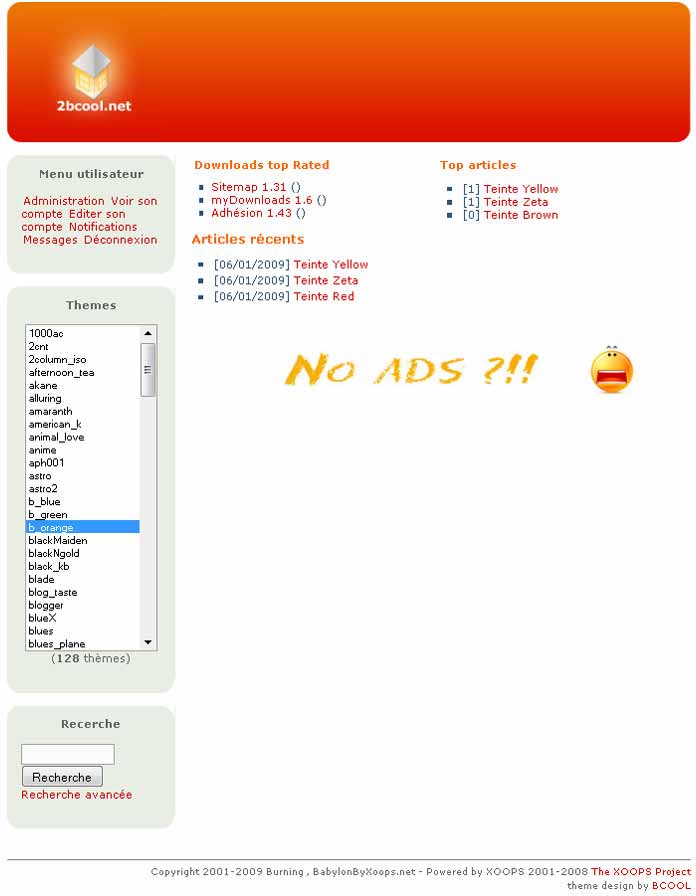 2bcool.net
Menu utilisateur
Administration Voir son
compte Editer son
compte Notifications
Messages Déconnexion
Themes
1000ac
2cnt
2column_iso
afternoon_tea
akane
alluring
amaranth
american_k
animal_love
anime
aph001
astro
astro2
b_blue
b_green
b_orange
blackMaiden
blackNgold
black_kb
blade
blog_taste
blogger
blueX
blues
blues_plane
(128 thèmes)
Recerche
Recherche
Recherche avancée
Downloads top Rated
Sitemap 1.31 ()
myDownloads 1.6 ()
Adhésion 1.43 ()
Top articles
[1] Teinte Yellow
[1] Teinte Zeta
[0] Teinte Brown
Articles récents
[06/01/2009] Teinte Yellow
[06/01/2009] Teinte Zeta
[06/01/2009] Teinte Red
No ADS ?!!
Copyright 2001-2009 Burning , BabylonByXoops.net - Powered by XOOPS 2001-2008 The XOOPS Project
theme design by BCOOL